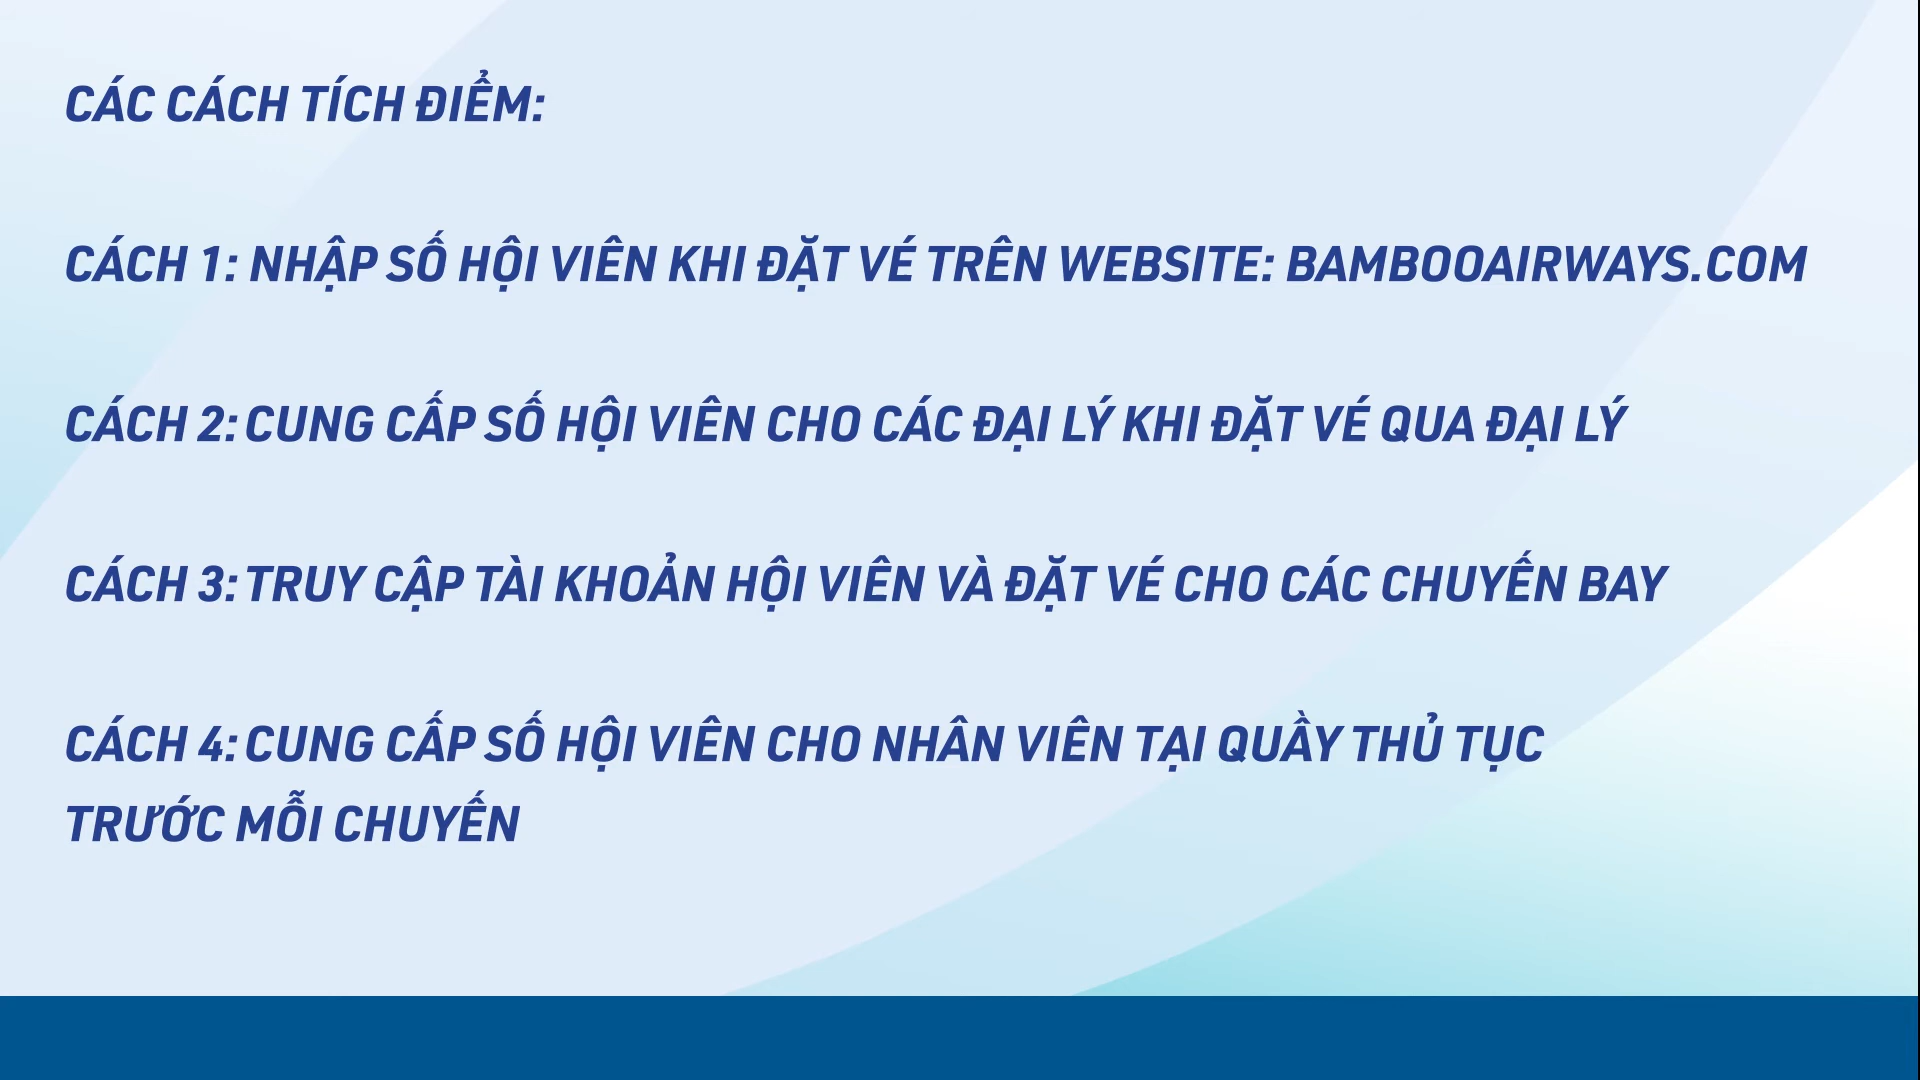 CÁC CÁCH TÍCH ĐIỂM:
CÁCH 1: NHẬP SỐ HỘI VIÊN KHI ĐẶT VÉ TRÊN WEBSITE: BAMBOOAIRWAYS.COM
CÁCH 2: CUNG CẤP SỐ HỘI VIÊN CHO CÁC ĐẠI LÝ KHI ĐẶT VÉ QUA ĐẠI LÝ
CÁCH 3: TRUY CẬP TÀI KHOẢN HỘI VIÊN VÀ ĐẶT VÉ CHO CÁC CHUYẾN BAY
CÁCH 4: CUNG CẤP SỐ HỘI VIÊN CHO NHÂN VIÊN TẠI QUẦY THỦ TỤC
TRƯỚC MỖI CHUYẾN